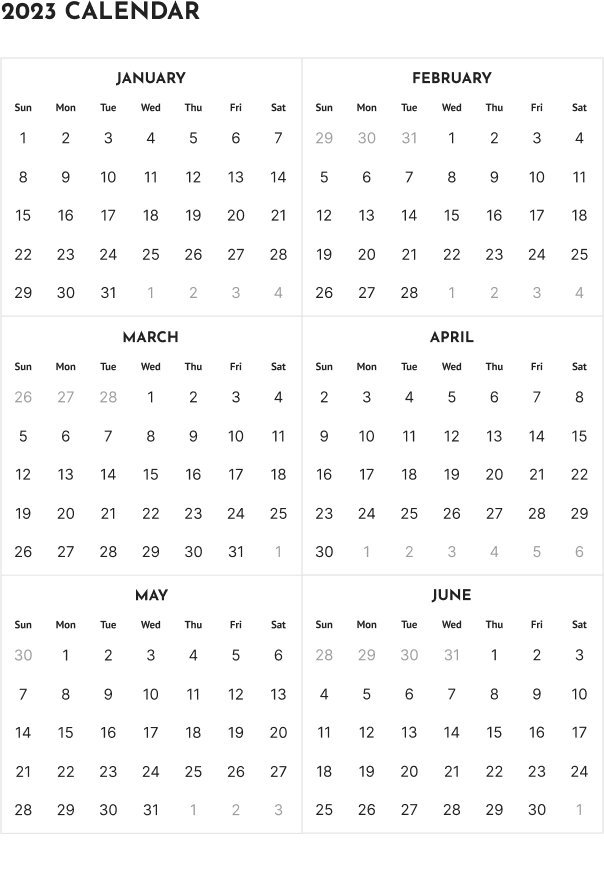 2023 CALENDAR
JANUARY
Sun Mon Tue Wed Thu Fri Sat
1 2 3 4 5 6 7
8 9 10 11 12 13 14
15 16 17 18 19 20 21
22 23 24 25 26 27 28
29 30 31 1 2 3 4
FEBRUARY
Sun Mon Tue Wed Thu Fri Sat
29 30 31 1 2 3 4
5 6 7 8 9 10 11
12 13 14 15 16 17 18
19 20 21 22 23 24 25
26 27 28 1 2 3 4
MARCH
Sun Mon Tue Wed Thu Fri Sat
26 27 28 1 2 3 4
5 6 7 8 9 10 11
12 13 14 15 16 17 18
19 20 21 22 23 24 25
26 27 28 29 30 31 1
APRIL
Sun Mon Tue Wed Thu Fri Sat
2 3 4 5 6 7 8
9 10 11 12 13 14 15
16 17 18 19 20 21 22
23 24 25 26 27 28 29
30 1 2 3 4 5 6
MAY
Sun Mon Tue Wed Thu Fri Sat
30 1 2 3 4 5 6
7 8 9 10 11 12 13
14 15 16 17 18 19 20
21 22 23 24 25 26 27
28 29 30 31 1 2 3
JUNE
Sun Mon Tue Wed Thu Fri Sat
28 29 30 31 1 2 3
4 5 6 7 8 9 10
11 12 13 14 15 16 17
18 19 20 21 22 23 24
25 26 27 28 29 30 1